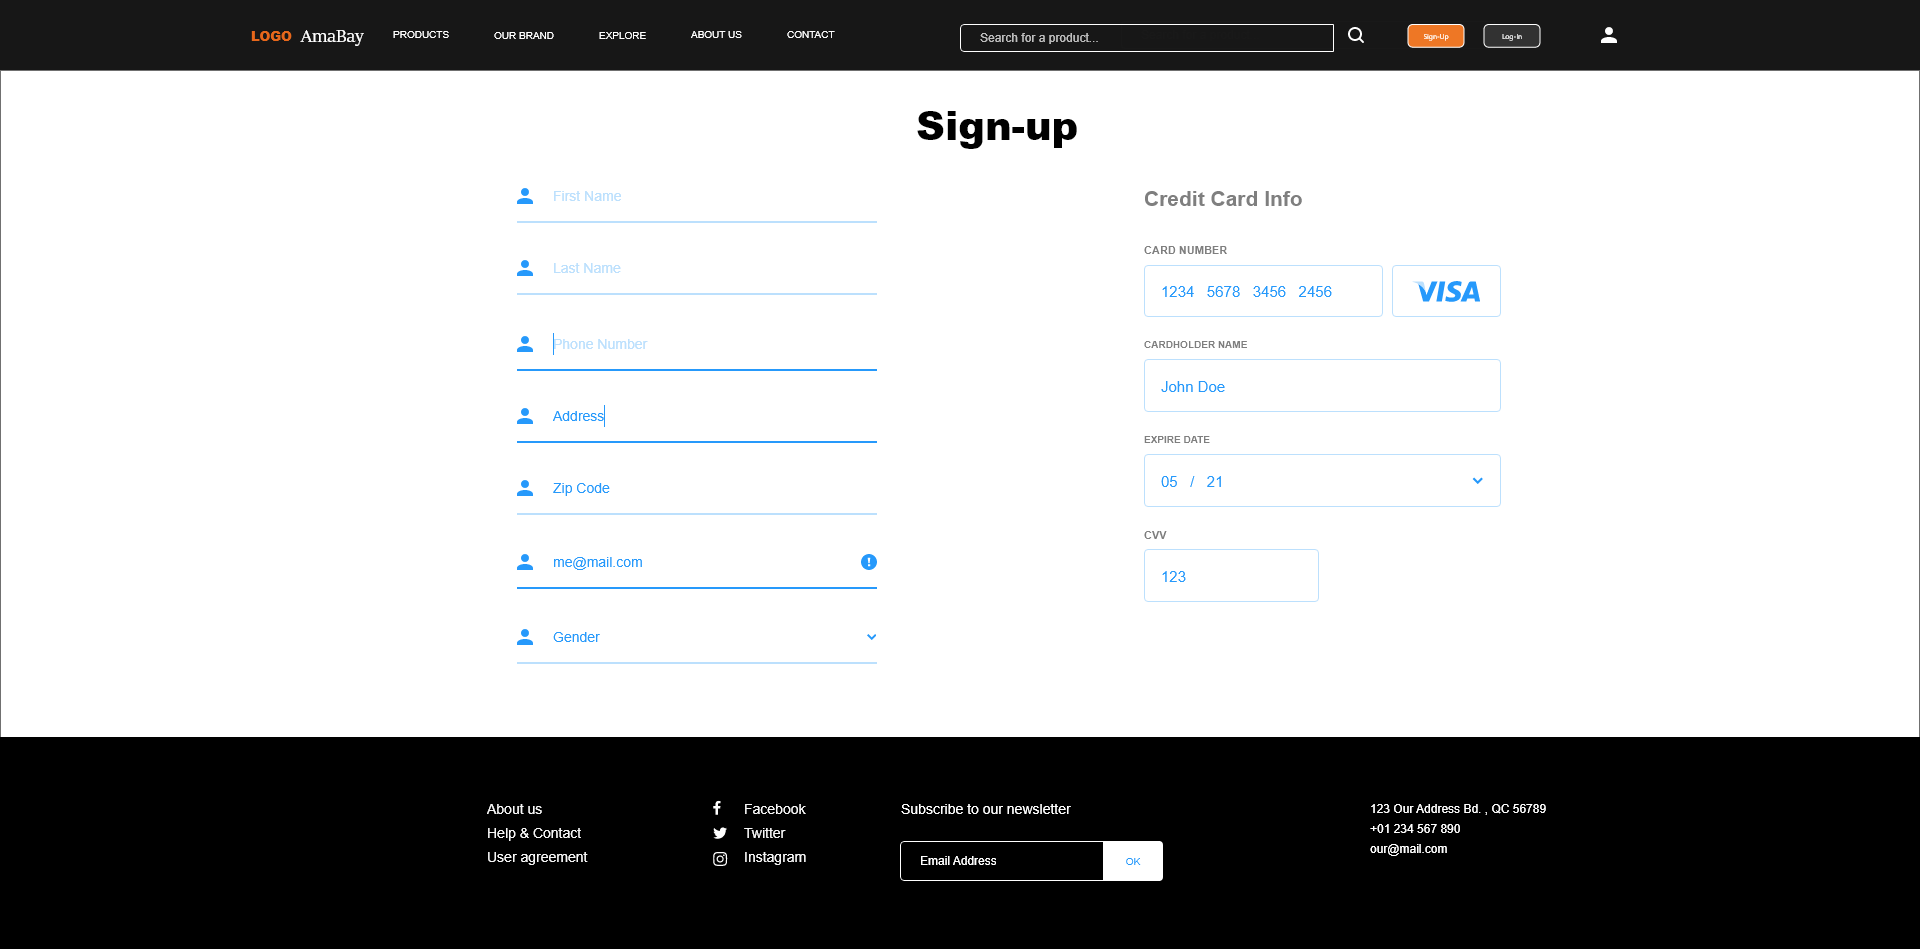 LOGO AmaBay PRODUCTS OUR BRAND EXPLORE ABOUT US CONTACT Search for a product... Sign-Up Log-In
Sign-up
First Name
Last Name
Phone Number
Address
Zip Code
me@mail.com
Gender
Credit Card Info
CARD NUMBER
1234 5678 3456 2456 VISA
CARDHOLDER NAME
John Doe
EXPIRE DATE
05 / 21
CVV
123
About us
Help & Contact
User agreement
Facebook
Twitter
Instagram
Subscribe to our newsletter
Email Address OK
123 Our Address Bd. , QC 56789
+01 234 567 890
our@mail.com